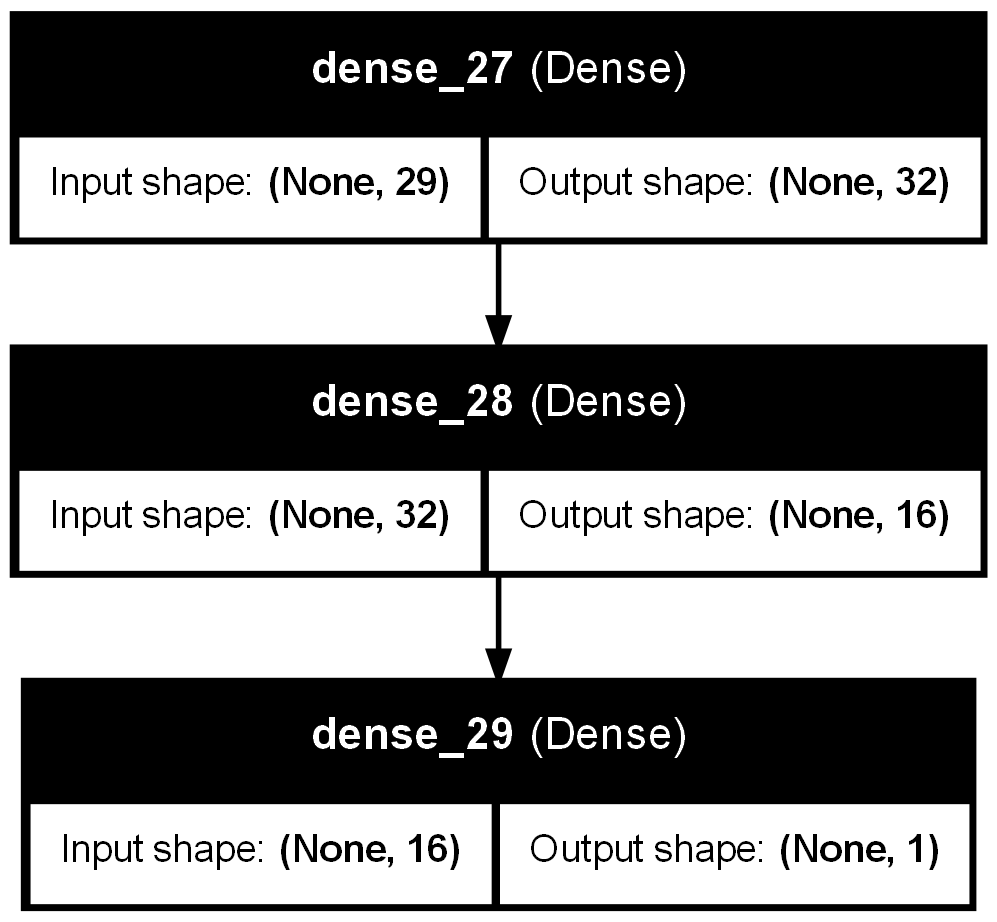 dense_27 (Dense)
Input shape: (None, 29) Output shape: (None, 32)
dense_28 (Dense)
Input shape: (None, 32) Output shape: (None, 16)
dense_29 (Dense)
Input shape: (None, 16) Output shape: (None, 1)